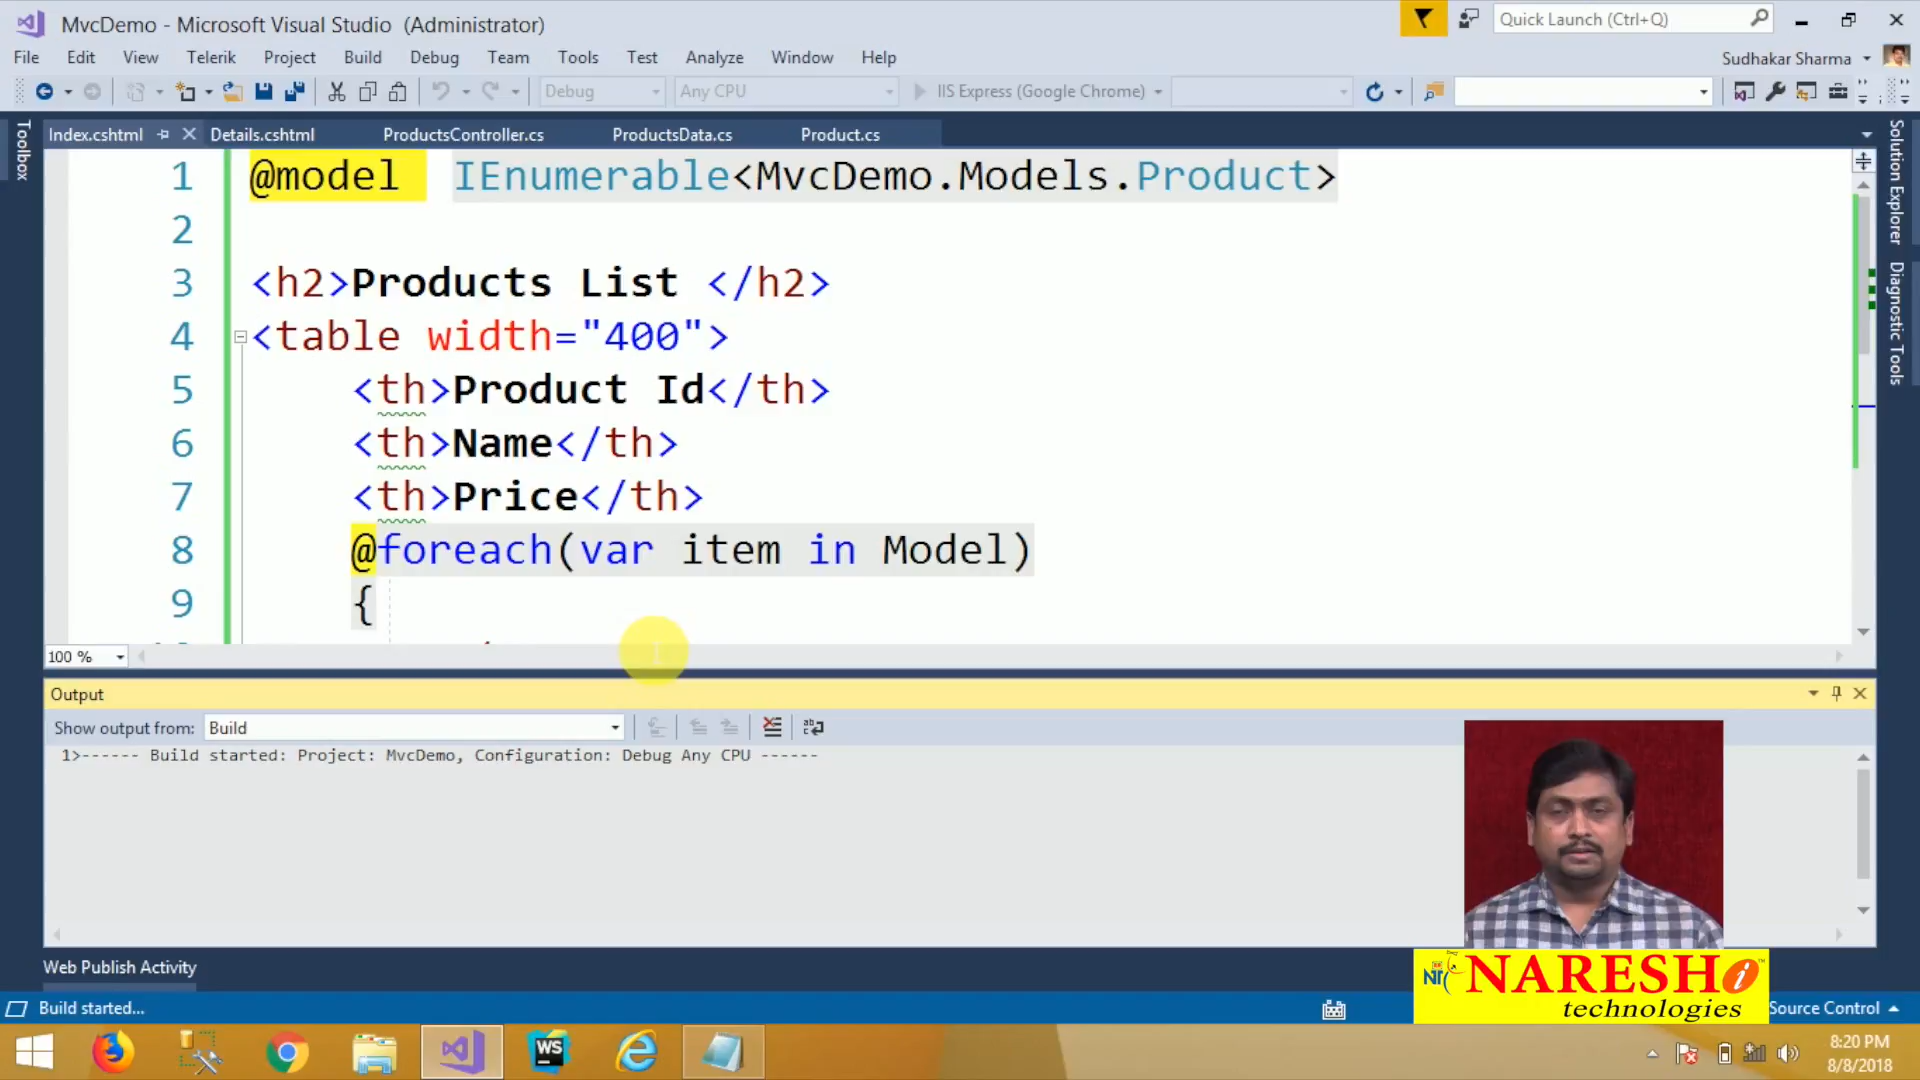 MvcDemo - Microsoft Visual Studio (Administrator)
Quick Launch (Ctrl+Q)
File Edit View Telerik Project Build Debug Team Tools Test Analyze Window Help
Sudhakar Sharma
Debug Any CPU IIS Express (Google Chrome)
Toolbox
Index.cshtml Details.cshtml ProductsController.cs ProductsData.cs Product.cs
Solution Explorer
Diagnostic Tools
1 @model IEnumerable<MvcDemo.Models.Product>
2
3 <h2>Products List </h2>
4 <table width="400">
5 <th>Product Id</th>
6 <th>Name</th>
7 <th>Price</th>
8 @foreach(var item in Model)
9 {
100 %
Output
Show output from: Build
1>------ Build started: Project: MvcDemo, Configuration: Debug Any CPU ------
Web Publish Activity
NARESH i
technologies
Build started...
Source Control
WS
8:20 PM
8/8/2018